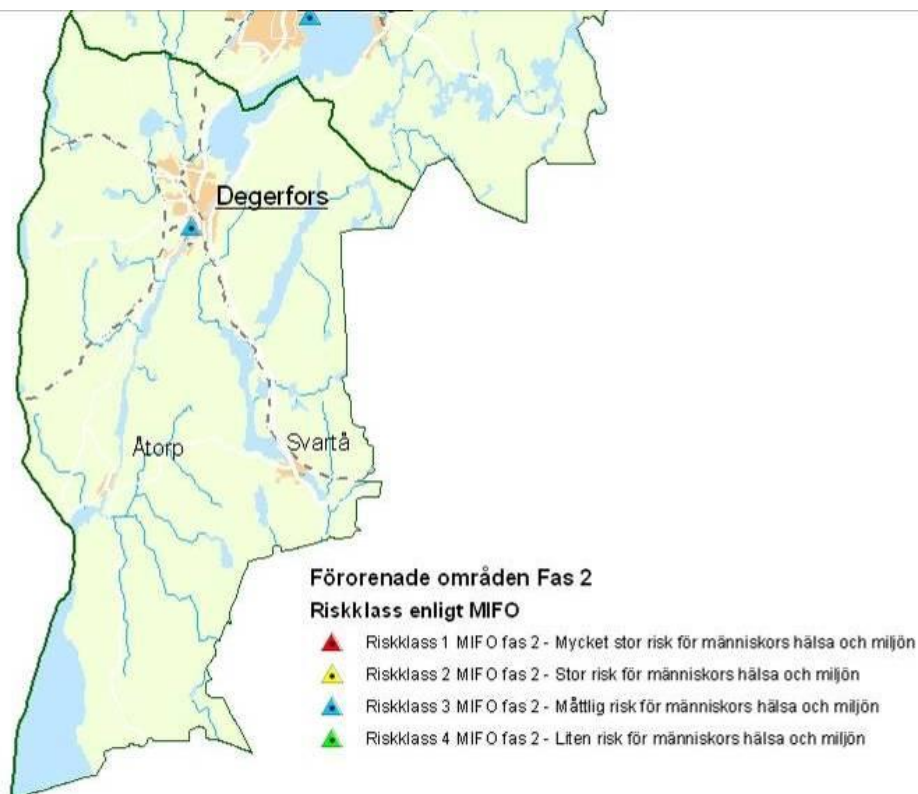 Degerfors
Åtorp
Svartå
Förorenade områden Fas 2
Riskklass enligt MIFO
Riskklass 1 MIFO fas 2 - Mycket stor risk för människors hälsa och miljön
Riskklass 2 MIFO fas 2 - Stor risk för människors hälsa och miljön
Riskklass 3 MIFO fas 2 - Måttlig risk för människors hälsa och miljön
Riskklass 4 MIFO fas 2 - Liten risk för människors hälsa och miljön